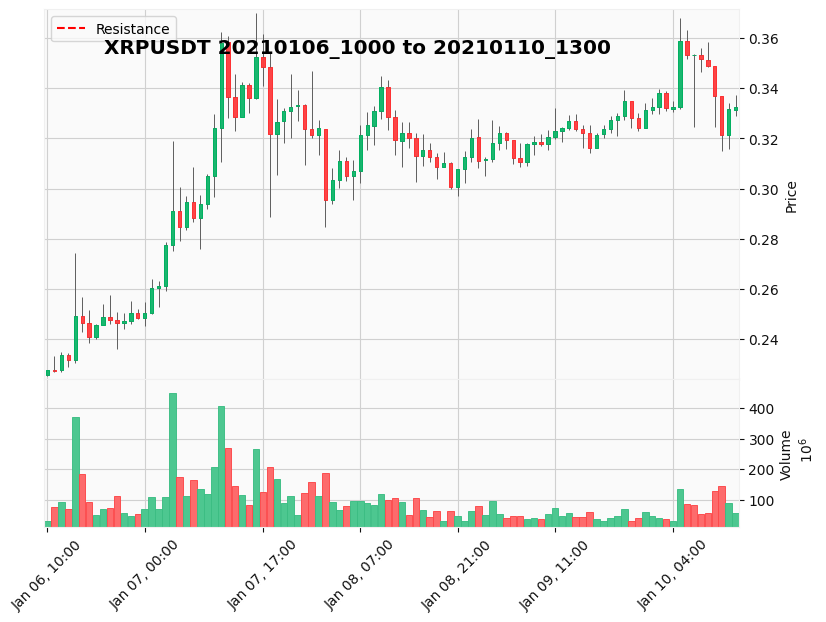 Resistance
XRPUSDT 20210106_1000 to 20210110_1300
0.36
0.34
0.32
0.30
0.28
0.26
0.24
Price
400
300
200
100
Volume
10^6
Jan 06, 10:00
Jan 07, 00:00
Jan 07, 17:00
Jan 08, 07:00
Jan 08, 21:00
Jan 09, 11:00
Jan 10, 04:00